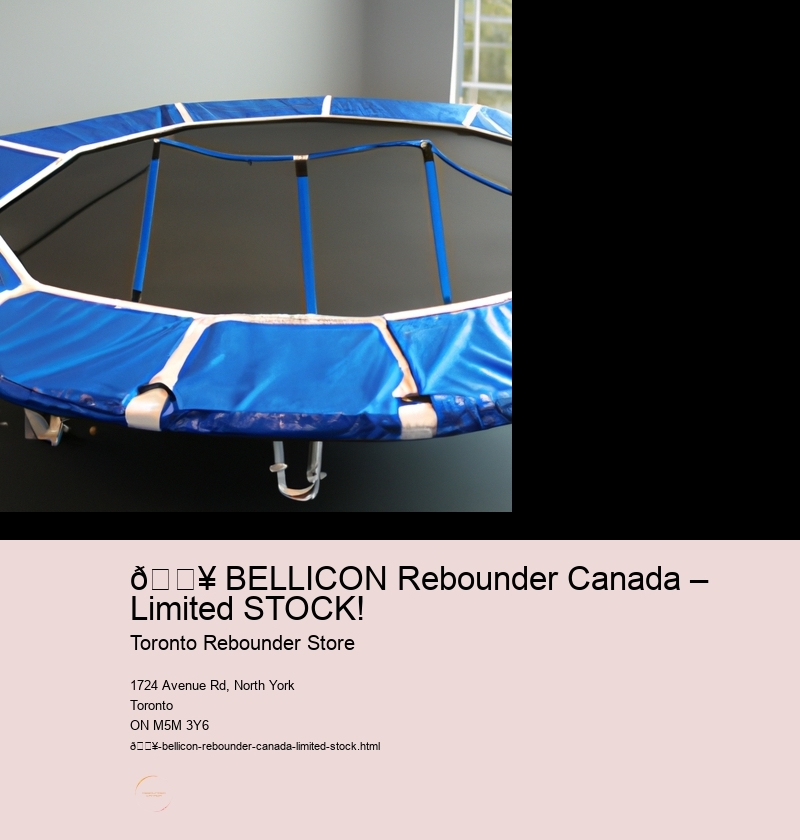 ð□□¥ BELLICON Rebounder Canada –
Limited STOCK!
Toronto Rebounder Store
1724 Avenue Rd, North York
Toronto
ON M5M 3Y6
ð□□¥-bellicon-rebounder-canada-limited-stock.html